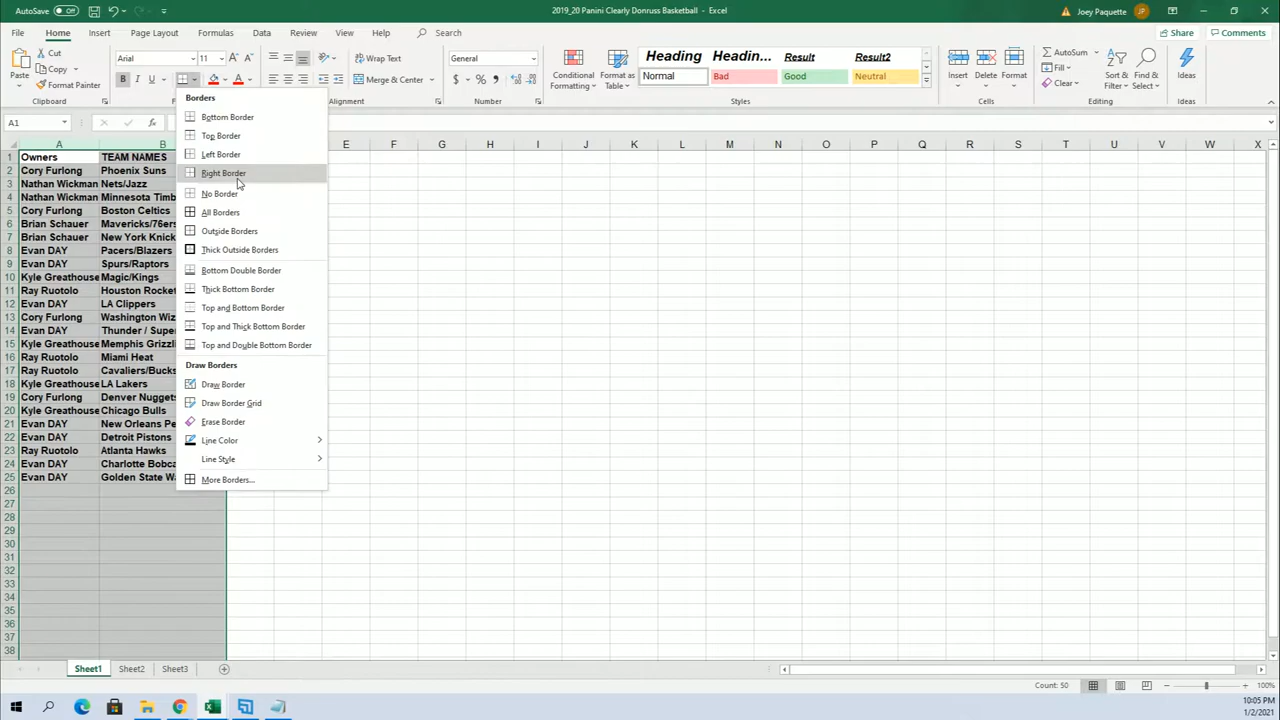 AutoSave Off 2019_20 Panini Clearly Donruss Basketball - Excel Joey Paquette JP
File Home Insert Page Layout Formulas Data Review View Help Search Share Comments
Paste Cut Copy Format Painter Clipboard
Arial 11 A A B I U
Wrap Text Merge & Center Alignment
General $ % Number
Conditional Formatting Format as Table
Heading Headin... Result Result2
Normal Bad Good Neutral
Styles
Insert Delete Format Cells
AutoSum Fill Clear Sort & Filter Find & Select Editing
Ideas Ideas
A1 fx
A B E F G H I J K L M N O P Q R S T U V W X
1 Owners TEAM NAMES
2 Cory Furlong Phoenix Suns
3 Nathan Wickman Nets/Jazz
4 Nathan Wickman Minnesota Timb
5 Cory Furlong Boston Celtics
6 Brian Schauer Mavericks/76ers
7 Brian Schauer New York Knick
8 Evan DAY Pacers/Blazers
9 Evan DAY Spurs/Raptors
10 Kyle Greathouse Magic/Kings
11 Ray Ruotolo Houston Rocket
12 Evan DAY LA Clippers
13 Cory Furlong Washington Wiz
14 Evan DAY Thunder / Super
15 Kyle Greathouse Memphis Grizzli
16 Ray Ruotolo Miami Heat
17 Ray Ruotolo Cavaliers/Bucks
18 Kyle Greathouse LA Lakers
19 Cory Furlong Denver Nuggets
20 Kyle Greathouse Chicago Bulls
21 Evan DAY New Orleans Pe
22 Evan DAY Detroit Pistons
23 Ray Ruotolo Atlanta Hawks
24 Evan DAY Charlotte Bobca
25 Evan DAY Golden State Wa
26
27
28
29
30
31
32
33
34
35
36
37
38
Borders
Bottom Border
Top Border
Left Border
Right Border
No Border
All Borders
Outside Borders
Thick Outside Borders
Bottom Double Border
Thick Bottom Border
Top and Bottom Border
Top and Thick Bottom Border
Top and Double Bottom Border
Draw Borders
Draw Border
Draw Border Grid
Erase Border
Line Color
Line Style
More Borders...
Sheet1 Sheet2 Sheet3
Count: 50 100%
10:05 PM
1/2/2021